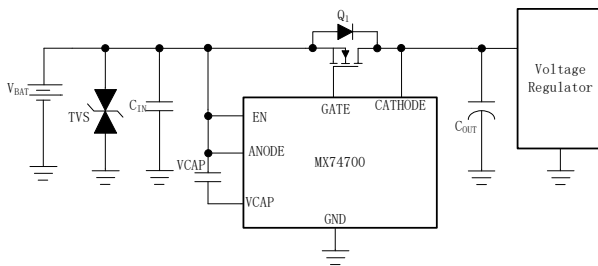 Q1
VBAT
TVS
CIN
GATE
CATHODE
EN
ANODE
VCAP
MX74700
VCAP
GND
COUT
Voltage
Regulator